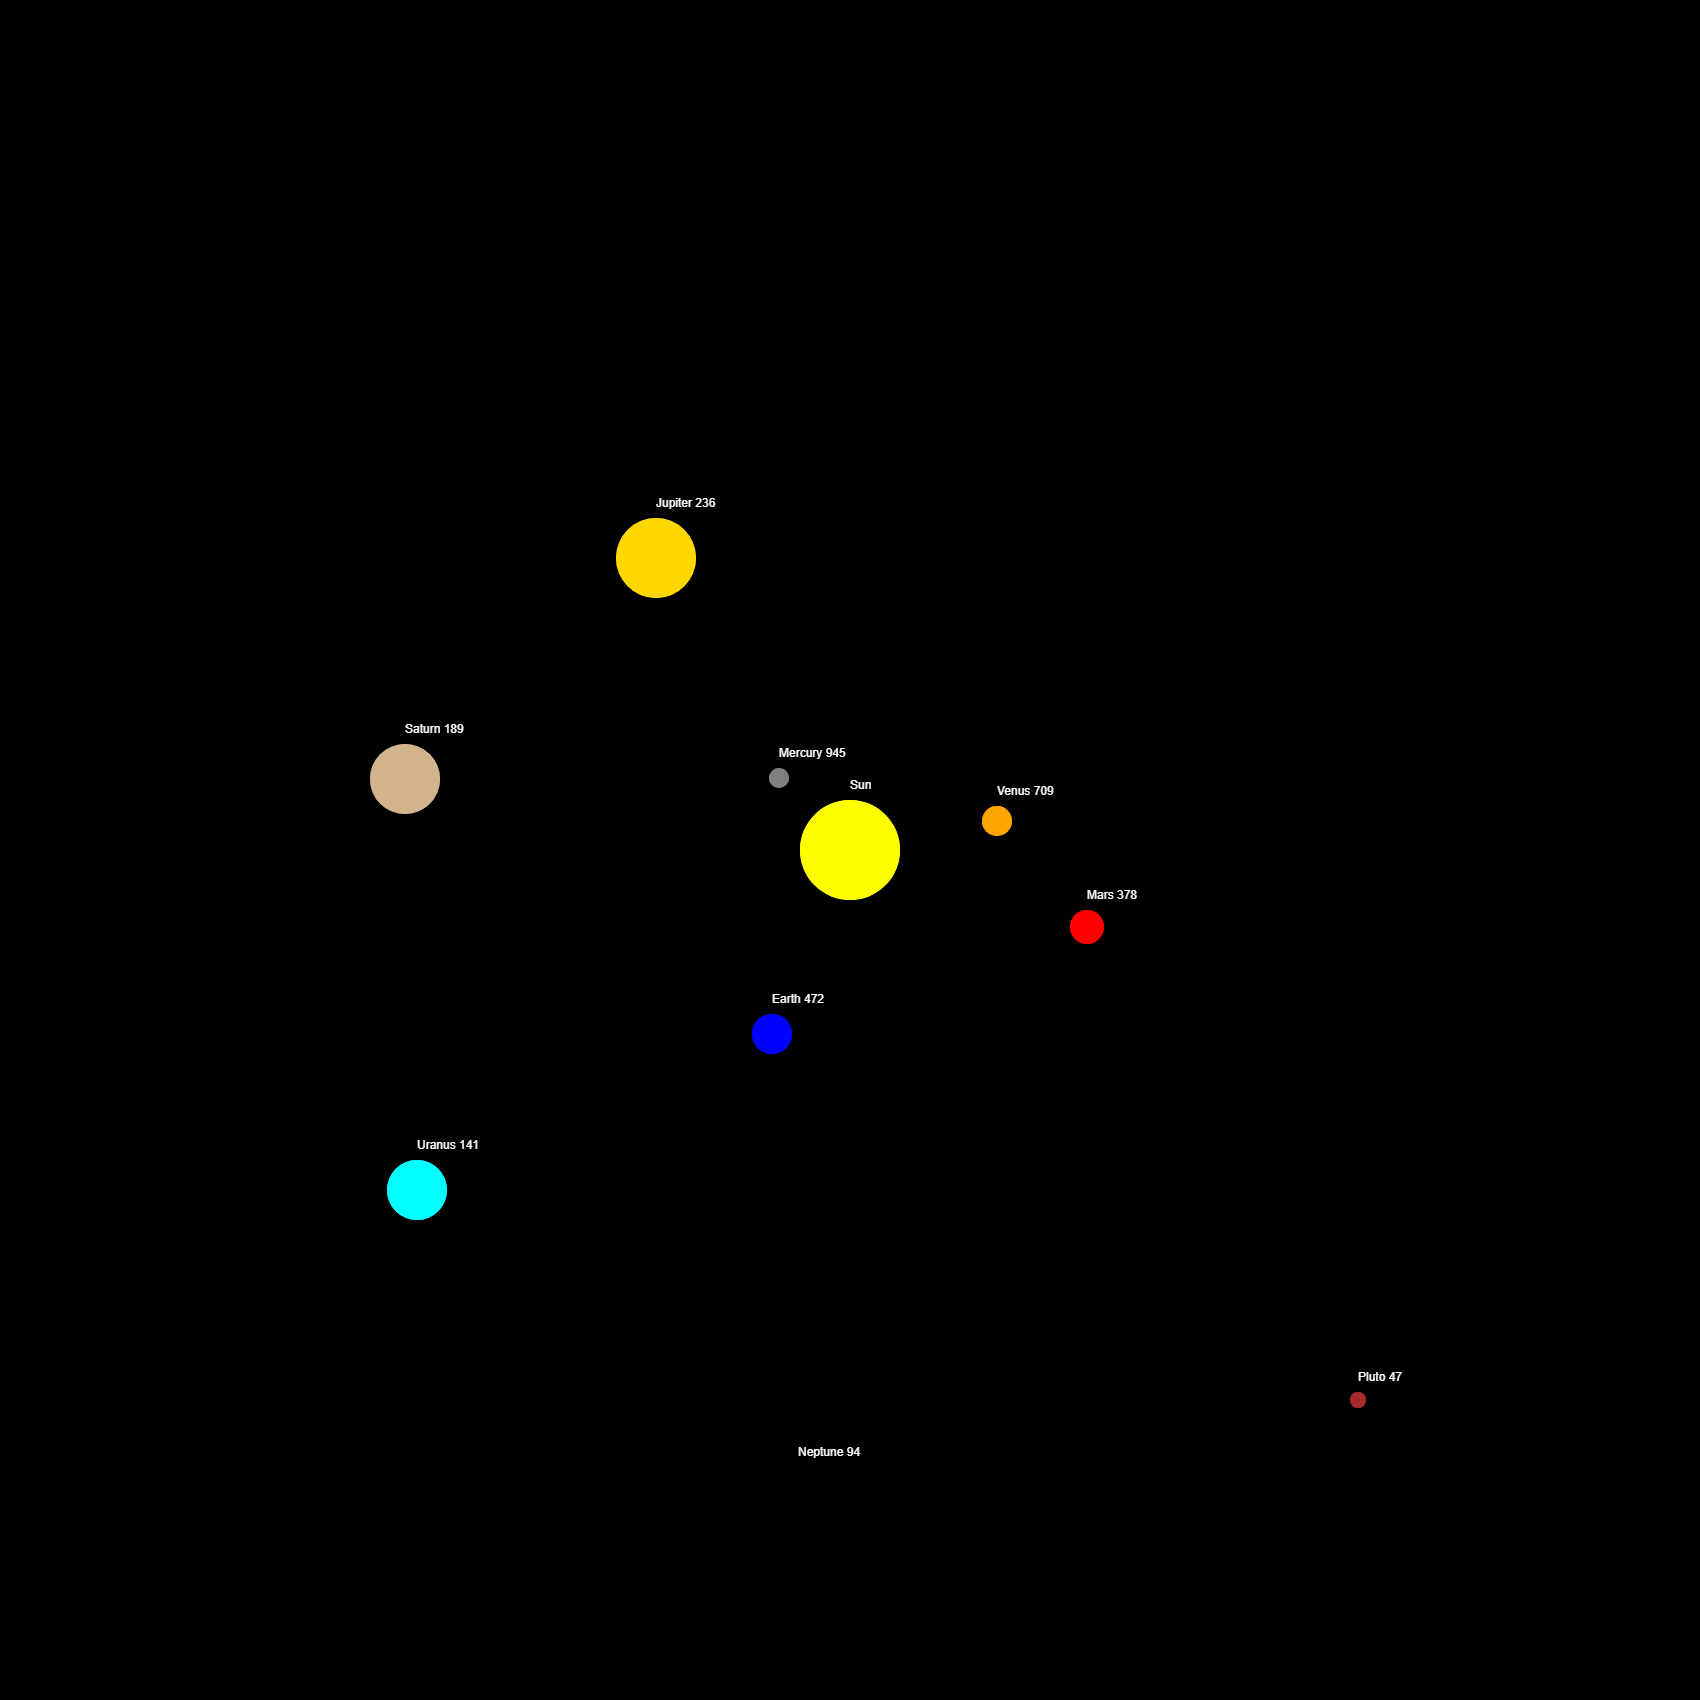 Jupiter 236
Saturn 189
Mercury 945
Sun
Venus 709
Mars 378
Earth 472
Uranus 141
Pluto 47
Neptune 94